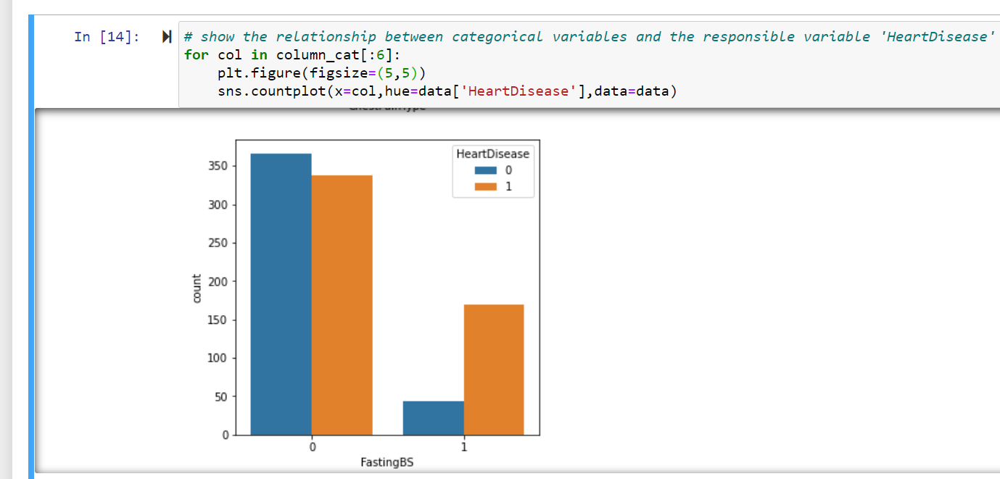 In [14]:
# show the relationship between categorical variables and the responsible variable 'HeartDisease'
for col in column_cat[:6]:
    plt.figure(figsize=(5,5))
    sns.countplot(x=col,hue=data['HeartDisease'],data=data)
HeartDisease
0
1
350
300
250
200
150
100
50
0
count
0 1
FastingBS